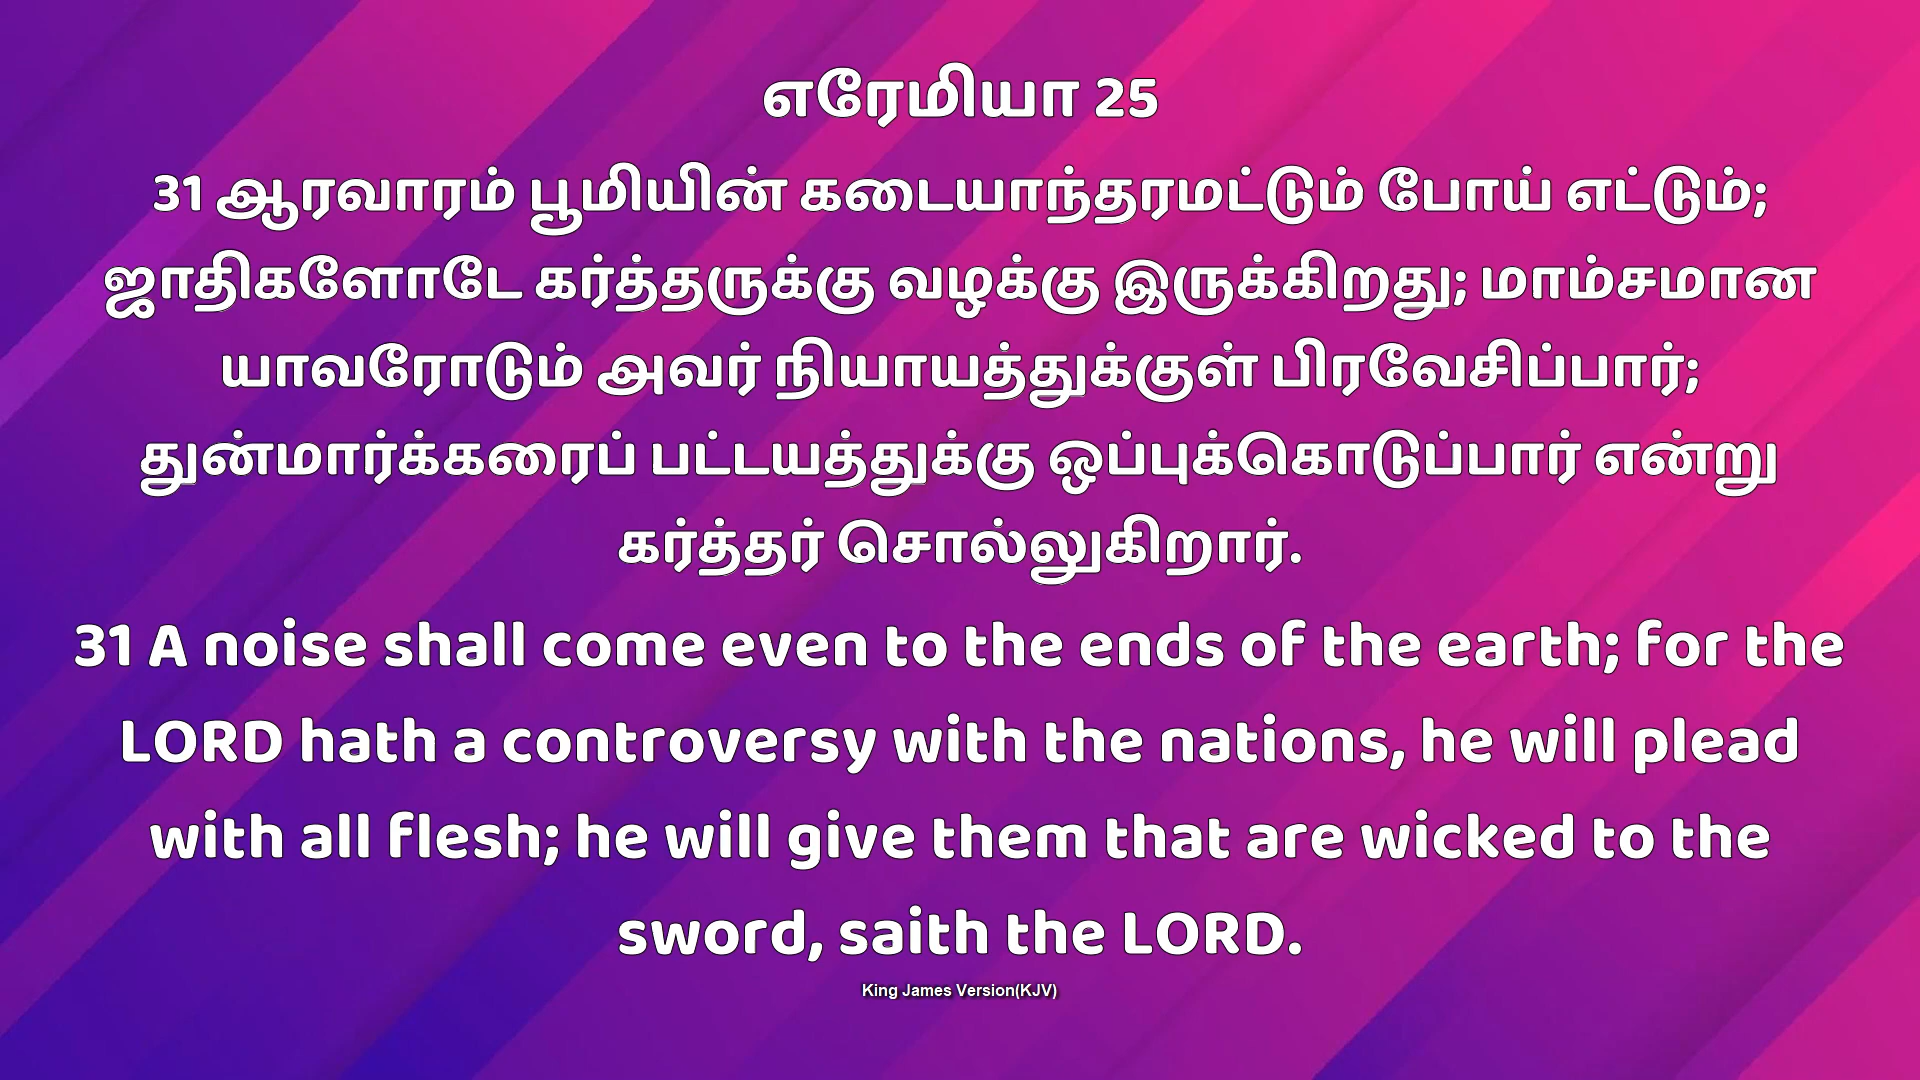 எரேமியா 25
31 ஆரவாரம் பூமியின் கடையாந்தரமட்டும் போய் எட்டும்;
ஜாதிகளோடே கர்த்தருக்கு வழக்கு இருக்கிறது; மாம்சமான
யாவரோடும் அவர் நியாயத்துக்குள் பிரவேசிப்பார்;
துன்மார்க்கரைப் பட்டயத்துக்கு ஒப்புக்கொடுப்பார் என்று
கர்த்தர் சொல்லுகிறார்.
31 A noise shall come even to the ends of the earth; for the
LORD hath a controversy with the nations, he will plead
with all flesh; he will give them that are wicked to the
sword, saith the LORD.
King James Version(KJV)